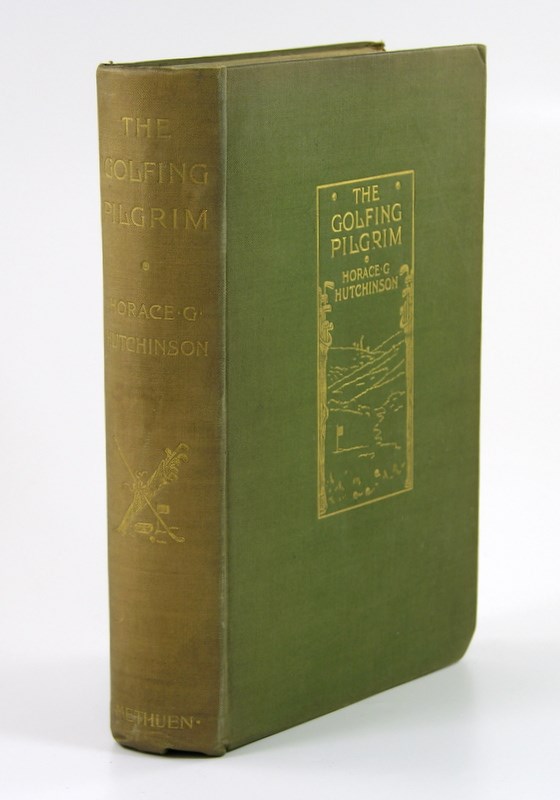 THE
GOLFING
PILGRIM
HORACE·G·
HUTCHINSON
METHUEN·
THE
GOLFING
PILGRIM
HORACE·G
HUTCHINSON